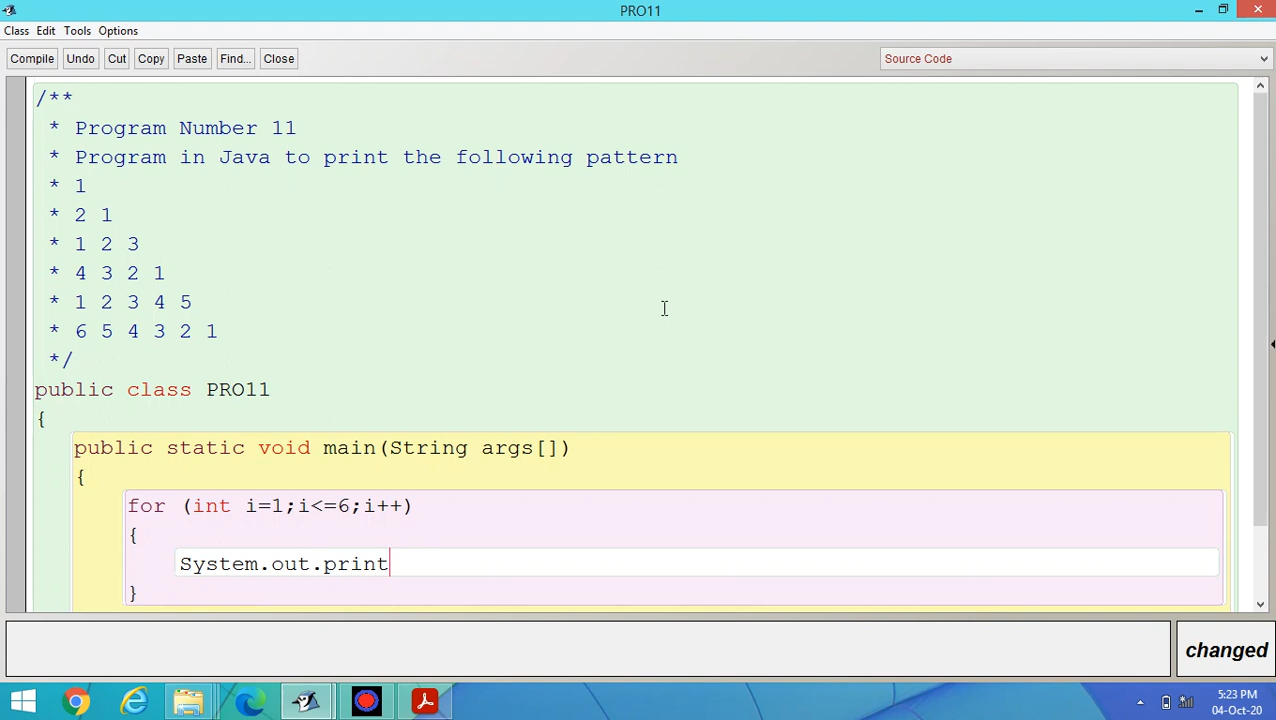 PRO11
Class Edit Tools Options
Compile Undo Cut Copy Paste Find... Close Source Code
/**
* Program Number 11
* Program in Java to print the following pattern
* 1
* 2 1
* 1 2 3
* 4 3 2 1
* 1 2 3 4 5
* 6 5 4 3 2 1
*/
public class PRO11
{
public static void main(String args[])
{
for (int i=1;i<=6;i++)
{
System.out.print
}
changed
5:23 PM
04-Oct-20